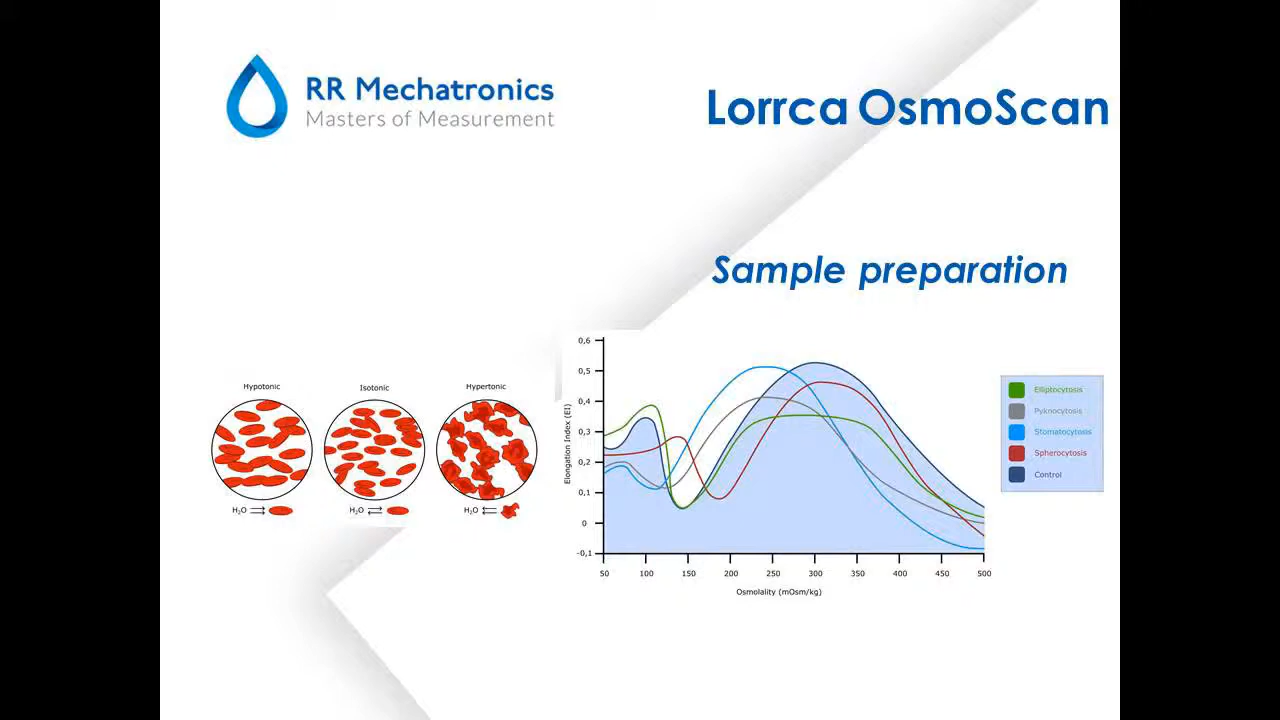 RR Mechatronics
Masters of Measurement
Lorrca OsmoScan
Sample preparation
Hypotonic
Isotonic
Hypertonic
H₂O
H₂O
H₂O
Elongation Index (EI)
0,6
0,5
0,4
0,3
0,2
0,1
0
-0,1
50 100 150 200 250 300 350 400 450 500
Osmolality (mOsm/kg)
Elliptocytosis
Pyknocytosis
Stomatocytosis
Spherocytosis
Control